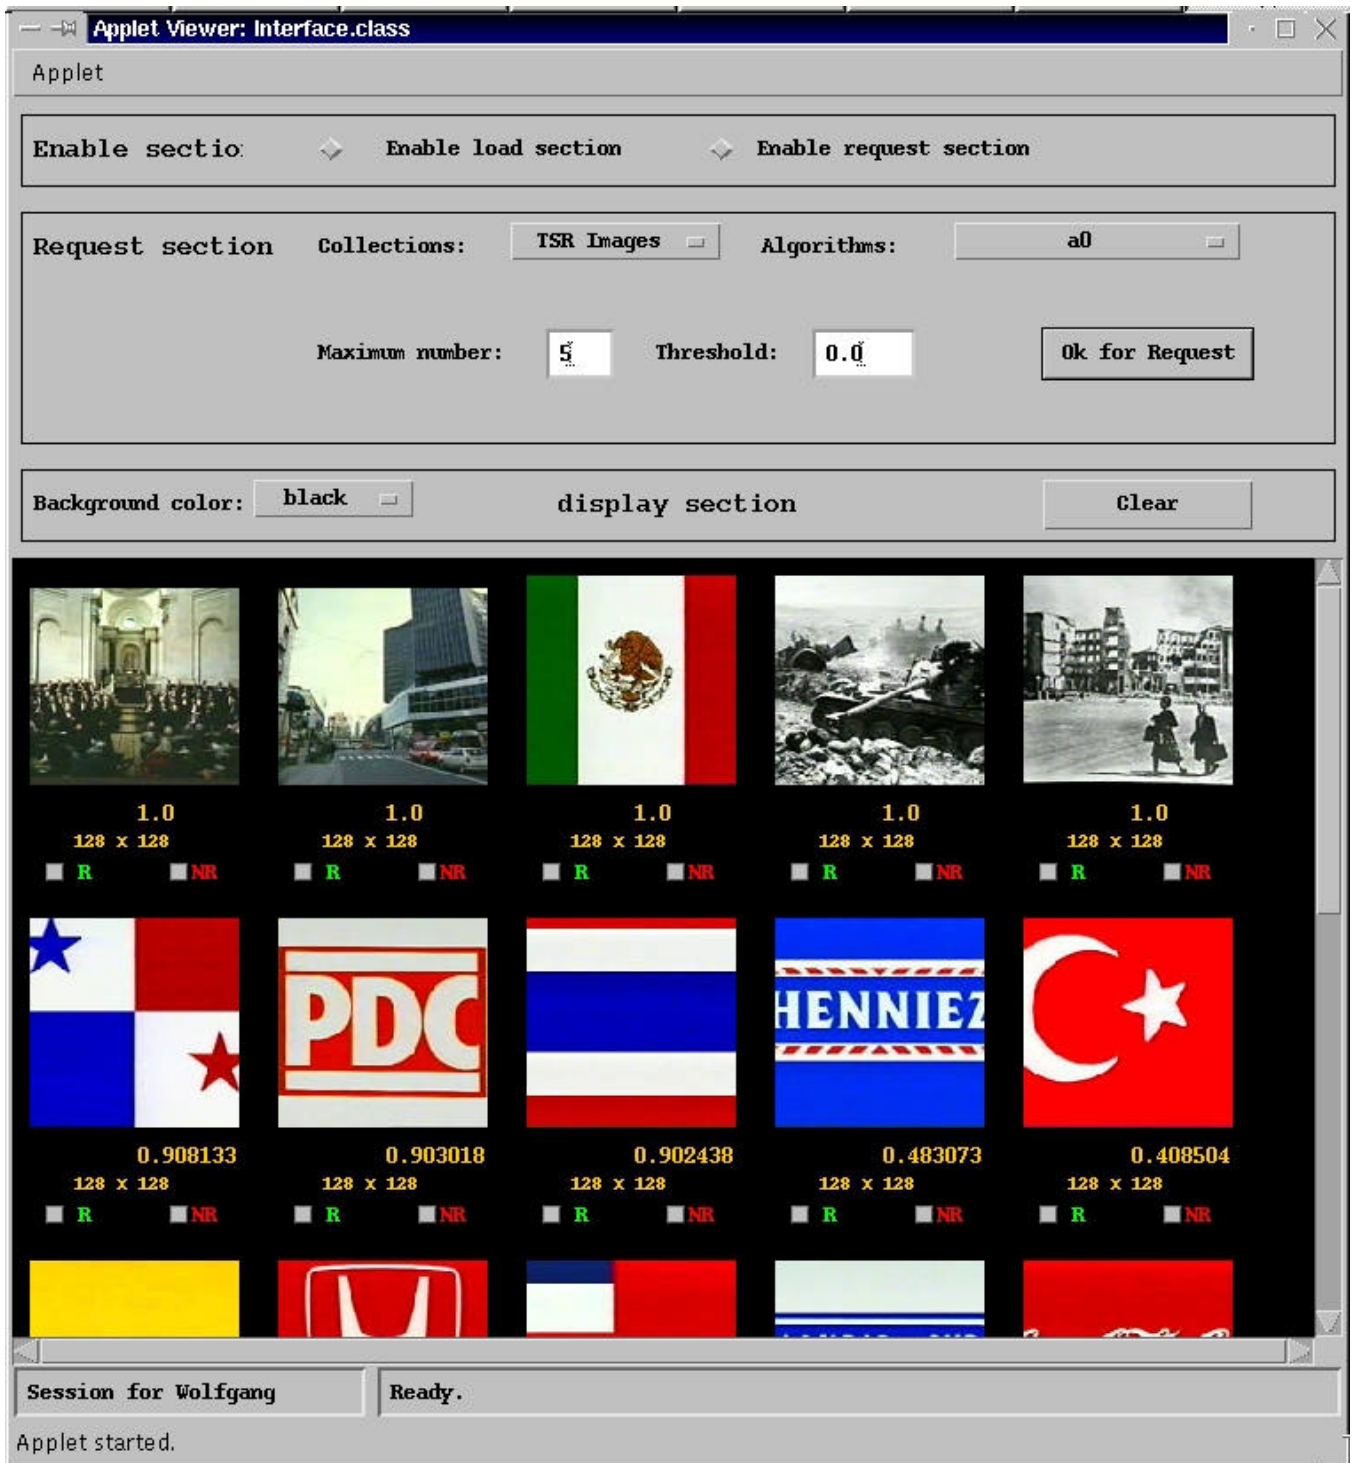 Applet Viewer: Interface.class
Applet
Enable sectio
Enable load section
Enable request section
Request section
Collections: TSR Images
Algorithms: a0
Maximum number: 5
Threshold: 0.0
Ok for Request
Background color: black
display section
Clear
1.0 1.0 1.0 1.0 1.0
128 x 128 128 x 128 128 x 128 128 x 128 128 x 128
R NR R NR R NR R NR R NR
PDC
HENNIEZ
0.908133 0.903018 0.902438 0.483073 0.408504
128 x 128 128 x 128 128 x 128 128 x 128 128 x 128
R NR R NR R NR R NR R NR
Session for Wolfgang
Ready.
Applet started.